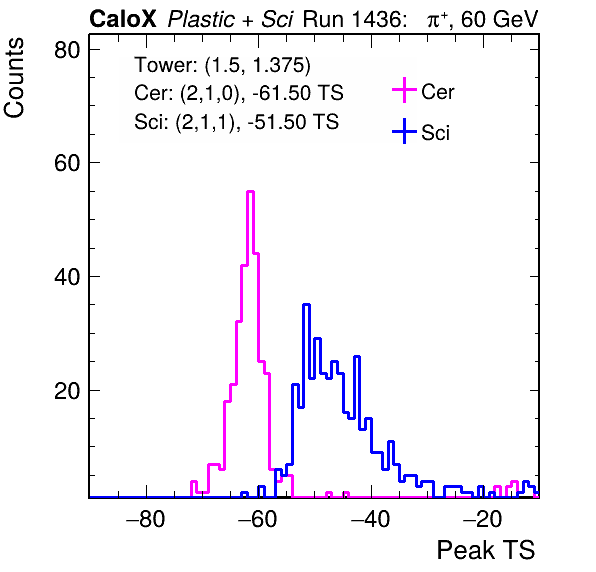 CaloX Plastic + Sci Run 1436: π⁺, 60 GeV
Counts
Tower: (1.5, 1.375)
Cer: (2,1,0), -61.50 TS
Sci: (2,1,1), -51.50 TS
Cer
Sci
80
60
40
20
−80 −60 −40 −20
Peak TS